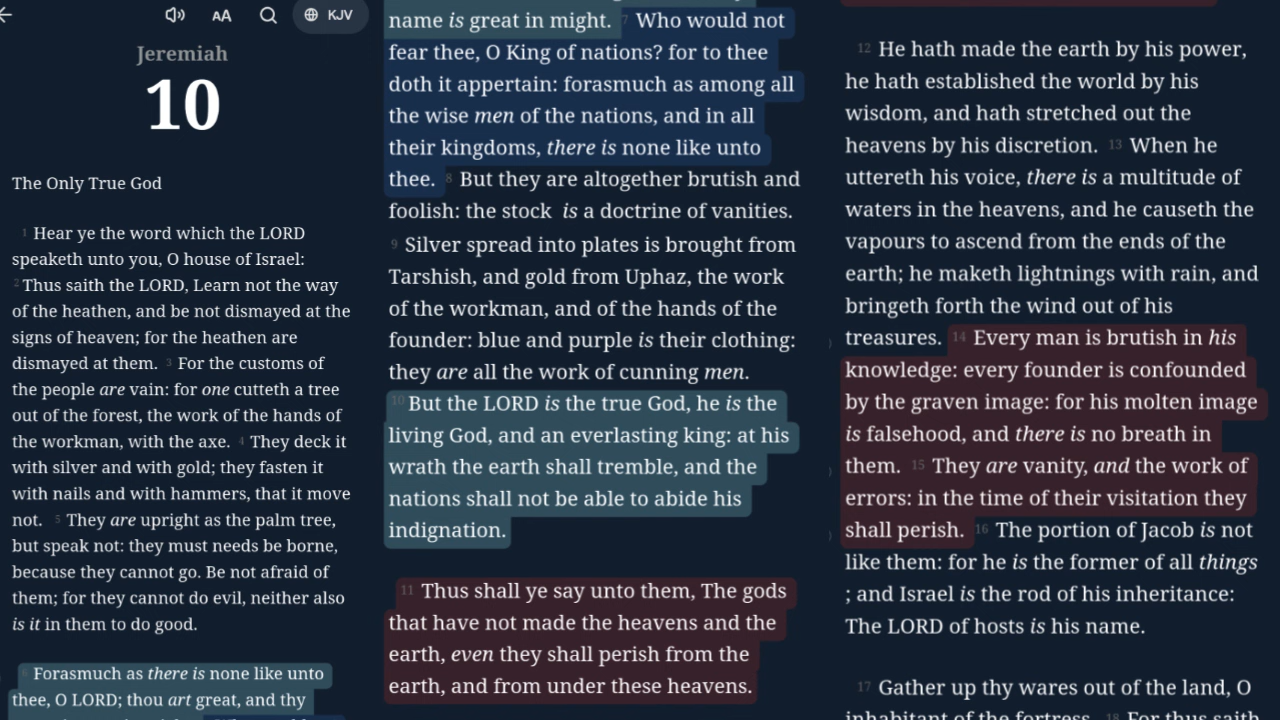 KJV
Jeremiah
10
The Only True God
1 Hear ye the word which the LORD
speaketh unto you, O house of Israel:
2 Thus saith the LORD, Learn not the way
of the heathen, and be not dismayed at the
signs of heaven; for the heathen are
dismayed at them. 3 For the customs of
the people are vain: for one cutteth a tree
out of the forest, the work of the hands of
the workman, with the axe. 4 They deck it
with silver and with gold; they fasten it
with nails and with hammers, that it move
not. 5 They are upright as the palm tree,
but speak not: they must needs be borne,
because they cannot go. Be not afraid of
them; for they cannot do evil, neither also
is it in them to do good.
Forasmuch as there is none like unto
thee, O LORD; thou art great, and thy
name is great in might. 7 Who would not
fear thee, O King of nations? for to thee
doth it appertain: forasmuch as among all
the wise men of the nations, and in all
their kingdoms, there is none like unto
thee. 8 But they are altogether brutish and
foolish: the stock is a doctrine of vanities.
9 Silver spread into plates is brought from
Tarshish, and gold from Uphaz, the work
of the workman, and of the hands of the
founder: blue and purple is their clothing:
they are all the work of cunning men.
10 But the LORD is the true God, he is the
living God, and an everlasting king: at his
wrath the earth shall tremble, and the
nations shall not be able to abide his
indignation.
11 Thus shall ye say unto them, The gods
that have not made the heavens and the
earth, even they shall perish from the
earth, and from under these heavens.
12 He hath made the earth by his power,
he hath established the world by his
wisdom, and hath stretched out the
heavens by his discretion. 13 When he
uttereth his voice, there is a multitude of
waters in the heavens, and he causeth the
vapours to ascend from the ends of the
earth; he maketh lightnings with rain, and
bringeth forth the wind out of his
treasures. 14 Every man is brutish in his
knowledge: every founder is confounded
by the graven image: for his molten image
is falsehood, and there is no breath in
them. 15 They are vanity, and the work of
errors: in the time of their visitation they
shall perish. 16 The portion of Jacob is not
like them: for he is the former of all things
; and Israel is the rod of his inheritance:
The LORD of hosts is his name.
17 Gather up thy wares out of the land, O
inhabitant of the fortress. 18 For thus saith